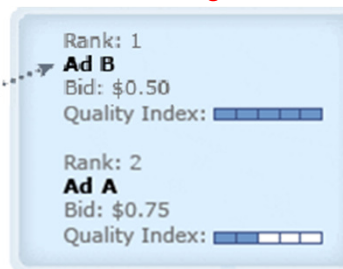 Rank: 1
Ad B
Bid: $0.50
Quality Index:
Rank: 2
Ad A
Bid: $0.75
Quality Index: